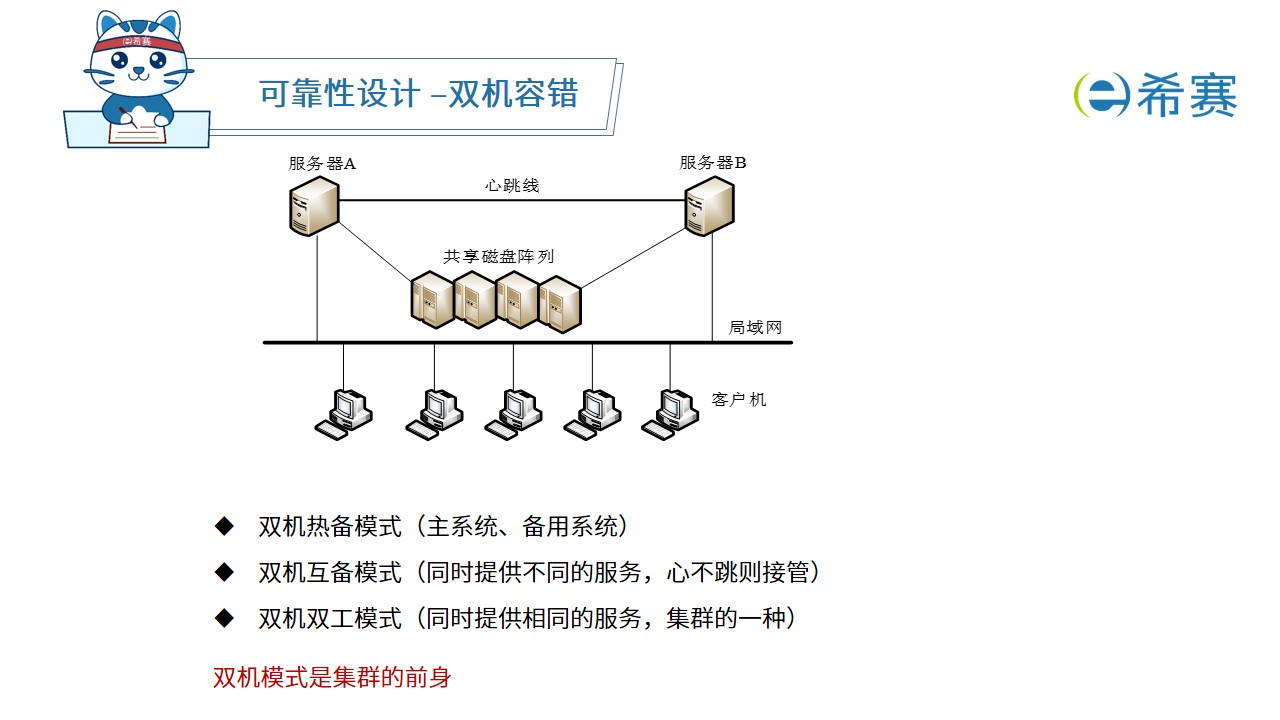 希赛
可靠性设计 –双机容错
希赛
服务器A
服务器B
心跳线
共享磁盘阵列
局域网
客户机
◆ 双机热备模式（主系统、备用系统）
◆ 双机互备模式（同时提供不同的服务，心不跳则接管）
◆ 双机双工模式（同时提供相同的服务，集群的一种）
双机模式是集群的前身